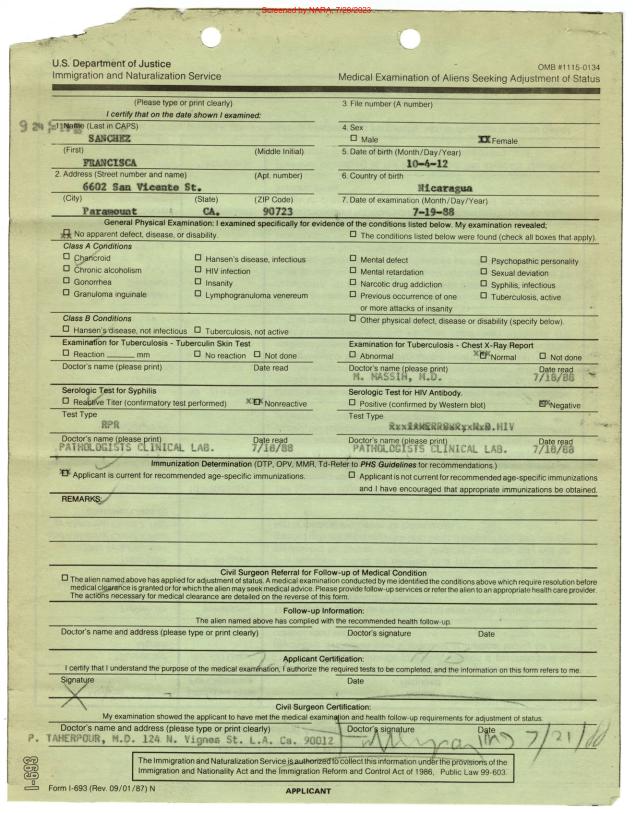 Screened by NARA, 7/28/2023
U.S. Department of Justice
OMB #1115-0134
Immigration and Naturalization Service
Medical Examination of Aliens Seeking Adjustment of Status
(Please type or print clearly)
I certify that on the date shown I examined:
3. File number (A number)
1. Name (Last in CAPS)
SANCHEZ
4. Sex
☐ Male XX Female
(First) (Middle Initial)
FRANCISCA
5. Date of birth (Month/Day/Year)
10-4-12
2. Address (Street number and name) (Apt. number)
6602 San Vicente St.
6. Country of birth
Nicaragua
(City) (State) (ZIP Code)
Paramount CA. 90723
7. Date of examination (Month/Day/Year)
7-19-88
General Physical Examination: I examined specifically for evidence of the conditions listed below. My examination revealed;
XX No apparent defect, disease, or disability.
☐ The conditions listed below were found (check all boxes that apply).
Class A Conditions
☐ Chancroid ☐ Hansen's disease, infectious ☐ Mental defect ☐ Psychopathic personality
☐ Chronic alcoholism ☐ HIV infection ☐ Mental retardation ☐ Sexual deviation
☐ Gonorrhea ☐ Insanity ☐ Narcotic drug addiction ☐ Syphilis, infectious
☐ Granuloma inguinale ☐ Lymphogranuloma venereum ☐ Previous occurrence of one ☐ Tuberculosis, active
or more attacks of insanity
Class B Conditions
☐ Other physical defect, disease or disability (specify below).
☐ Hansen's disease, not infectious ☐ Tuberculosis, not active
Examination for Tuberculosis - Tuberculin Skin Test
☐ Reaction ______ mm ☐ No reaction ☐ Not done
Doctor's name (please print) Date read
Examination for Tuberculosis - Chest X-Ray Report
☐ Abnormal XXX Normal ☐ Not done
Doctor's name (please print) Date read
M. NASSIH, M.D. 7/18/88
Serologic Test for Syphilis
☐ Reactive Titer (confirmatory test performed) XXX Nonreactive
Test Type
RPR
Doctor's name (please print) Date read
PATHOLOGISTS CLINICAL LAB. 7/18/88
Serologic Test for HIV Antibody.
☐ Positive (confirmed by Western blot) XX Negative
Test Type
HIV
Doctor's name (please print) Date read
PATHOLOGISTS CLINICAL LAB. 7/18/88
Immunization Determination (DTP, OPV, MMR, Td-Refer to PHS Guidelines for recommendations.)
XX Applicant is current for recommended age-specific immunizations.
☐ Applicant is not current for recommended age-specific immunizations
and I have encouraged that appropriate immunizations be obtained.
REMARKS:
Civil Surgeon Referral for Follow-up of Medical Condition
☐ The alien named above has applied for adjustment of status. A medical examination conducted by me identified the conditions above which require resolution before
medical clearance is granted or for which the alien may seek medical advice. Please provide follow-up services or refer the alien to an appropriate health care provider.
The actions necessary for medical clearance are detailed on the reverse of this form.
Follow-up Information:
The alien named above has complied with the recommended health follow-up.
Doctor's name and address (please type or print clearly) Doctor's signature Date
Applicant Certification:
I certify that I understand the purpose of the medical examination, I authorize the required tests to be completed, and the information on this form refers to me.
Signature Date
X
Civil Surgeon Certification:
My examination showed the applicant to have met the medical examination and health follow-up requirements for adjustment of status.
Doctor's name and address (please type or print clearly) Doctor's signature Date
P. TAHERPOUR, M.D. 124 N. Vignes St. L.A. Ca. 90012 MD 7/21/88
The Immigration and Naturalization Service is authorized to collect this information under the provisions of the
Immigration and Nationality Act and the Immigration Reform and Control Act of 1986, Public Law 99-603.
I-693
Form I-693 (Rev. 09/01/87) N
APPLICANT